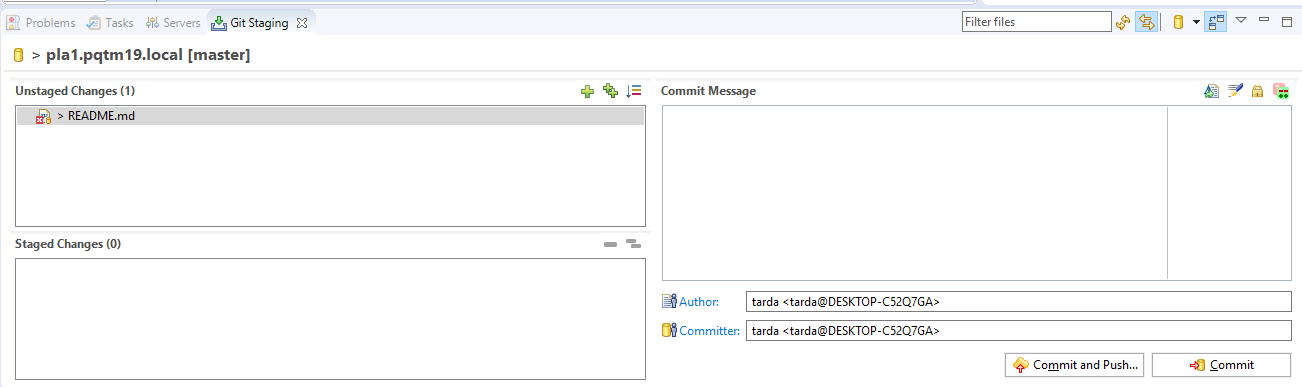 Problems Tasks Servers Git Staging Filter files
> pla1.pqtm19.local [master]
Unstaged Changes (1)
> README.md
Staged Changes (0)
Commit Message
Author: tarda <tarda@DESKTOP-C52Q7GA>
Committer: tarda <tarda@DESKTOP-C52Q7GA>
Commit and Push... Commit